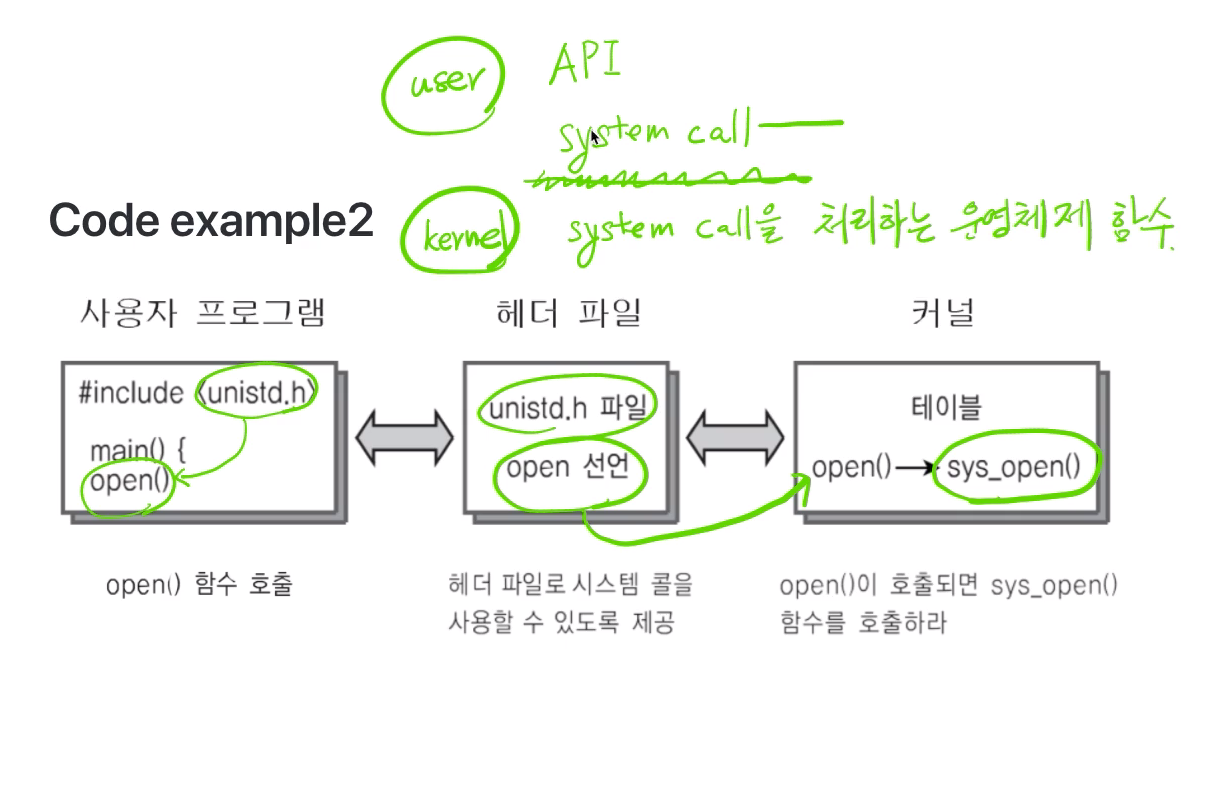 user API
system call
Code example2
kernel system call을 처리하는 운영체제 함수.
사용자 프로그램
#include <unistd.h>
main() {
open()
open() 함수 호출
헤더 파일
unistd.h 파일
open 선언
헤더 파일로 시스템 콜을
사용할 수 있도록 제공
커널
테이블
open()→sys_open()
open()이 호출되면 sys_open()
함수를 호출하라